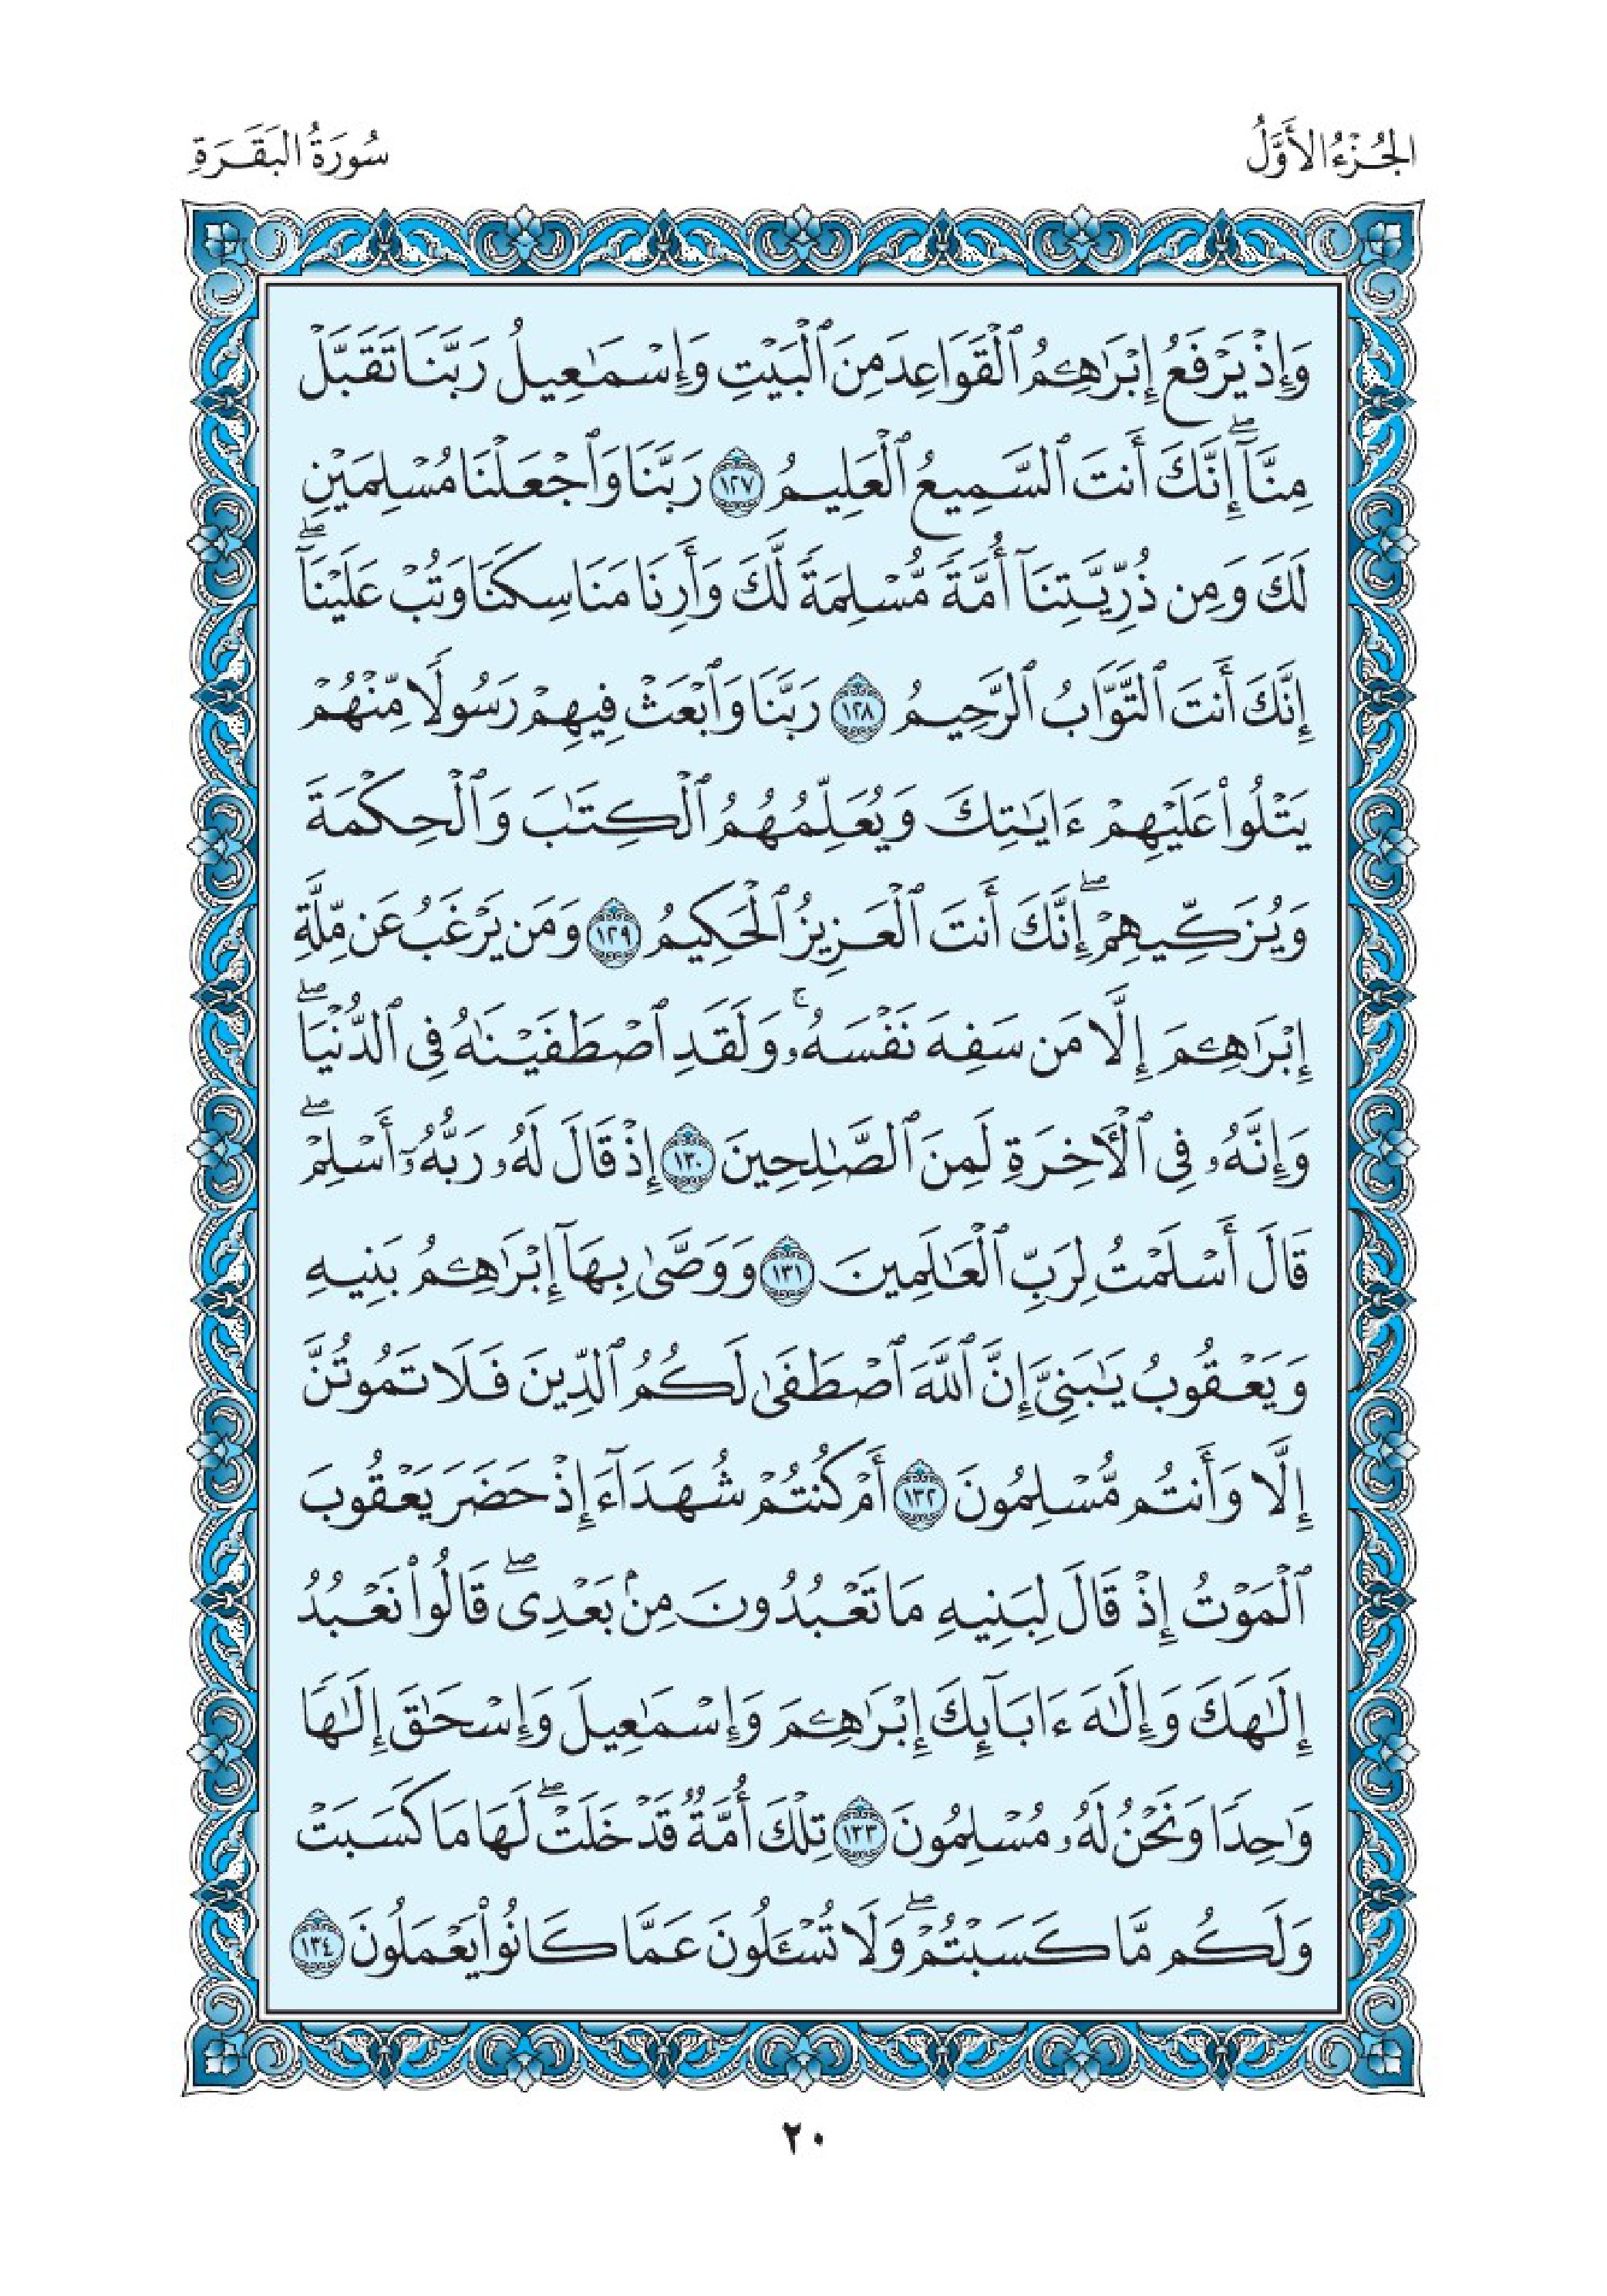 الجُزْءُ الأَوَّلُ
سُورَةُ البَقَرَةِ
وَإِذْ يَرْفَعُ إِبْرَٰهِۦمُ ٱلْقَوَاعِدَ مِنَ ٱلْبَيْتِ وَإِسْمَٰعِيلُ رَبَّنَا تَقَبَّلْ
مِنَّآۖ إِنَّكَ أَنتَ ٱلسَّمِيعُ ٱلْعَلِيمُ ١٢٧ رَبَّنَا وَٱجْعَلْنَا مُسْلِمَيْنِ
لَكَ وَمِن ذُرِّيَّتِنَآ أُمَّةً مُّسْلِمَةً لَّكَ وَأَرِنَا مَنَاسِكَنَا وَتُبْ عَلَيْنَآۖ
إِنَّكَ أَنتَ ٱلتَّوَّابُ ٱلرَّحِيمُ ١٢٨ رَبَّنَا وَٱبْعَثْ فِيهِمْ رَسُولًا مِّنْهُمْ
يَتْلُوا۟ عَلَيْهِمْ ءَايَٰتِكَ وَيُعَلِّمُهُمُ ٱلْكِتَٰبَ وَٱلْحِكْمَةَ
وَيُزَكِّيهِمْۖ إِنَّكَ أَنتَ ٱلْعَزِيزُ ٱلْحَكِيمُ ١٢٩ وَمَن يَرْغَبُ عَن مِّلَّةِ
إِبْرَٰهِۦمَ إِلَّا مَن سَفِهَ نَفْسَهُۥۚ وَلَقَدِ ٱصْطَفَيْنَٰهُ فِى ٱلدُّنْيَاۖ
وَإِنَّهُۥ فِى ٱلْءَاخِرَةِ لَمِنَ ٱلصَّٰلِحِينَ ١٣٠ إِذْ قَالَ لَهُۥ رَبُّهُۥٓ أَسْلِمْۖ
قَالَ أَسْلَمْتُ لِرَبِّ ٱلْعَٰلَمِينَ ١٣١ وَوَصَّىٰ بِهَآ إِبْرَٰهِۦمُ بَنِيهِ
وَيَعْقُوبُ يَٰبَنِىَّ إِنَّ ٱللَّهَ ٱصْطَفَىٰ لَكُمُ ٱلدِّينَ فَلَا تَمُوتُنَّ
إِلَّا وَأَنتُم مُّسْلِمُونَ ١٣٢ أَمْ كُنتُمْ شُهَدَآءَ إِذْ حَضَرَ يَعْقُوبَ
ٱلْمَوْتُ إِذْ قَالَ لِبَنِيهِ مَا تَعْبُدُونَ مِنۢ بَعْدِىۖ قَالُوا۟ نَعْبُدُ
إِلَٰهَكَ وَإِلَٰهَ ءَابَآئِكَ إِبْرَٰهِۦمَ وَإِسْمَٰعِيلَ وَإِسْحَٰقَ إِلَٰهًا
وَٰحِدًا وَنَحْنُ لَهُۥ مُسْلِمُونَ ١٣٣ تِلْكَ أُمَّةٌ قَدْ خَلَتْۖ لَهَا مَا كَسَبَتْ
وَلَكُم مَّا كَسَبْتُمْۖ وَلَا تُسْـَٔلُونَ عَمَّا كَانُوا۟ يَعْمَلُونَ ١٣٤
٢٠